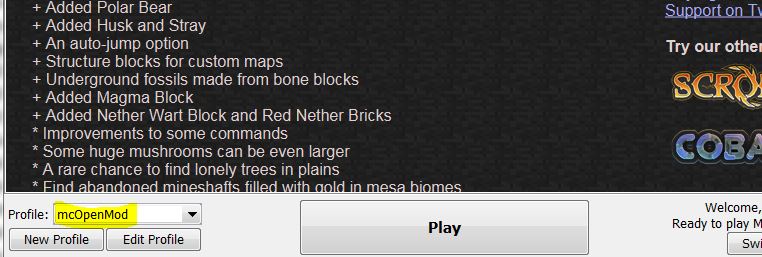 + Added Polar Bear
+ Added Husk and Stray
+ An auto-jump option
+ Structure blocks for custom maps
+ Underground fossils made from bone blocks
+ Added Magma Block
+ Added Nether Wart Block and Red Nether Bricks
* Improvements to some commands
* Some huge mushrooms can be even larger
* A rare chance to find lonely trees in plains
* Find abandoned mineshafts filled with gold in mesa biomes
Support on Tw
Try our other
SCRO
COBA
Profile: mcOpenMod
New Profile Edit Profile
Play
Welcome,
Ready to play M
Swi